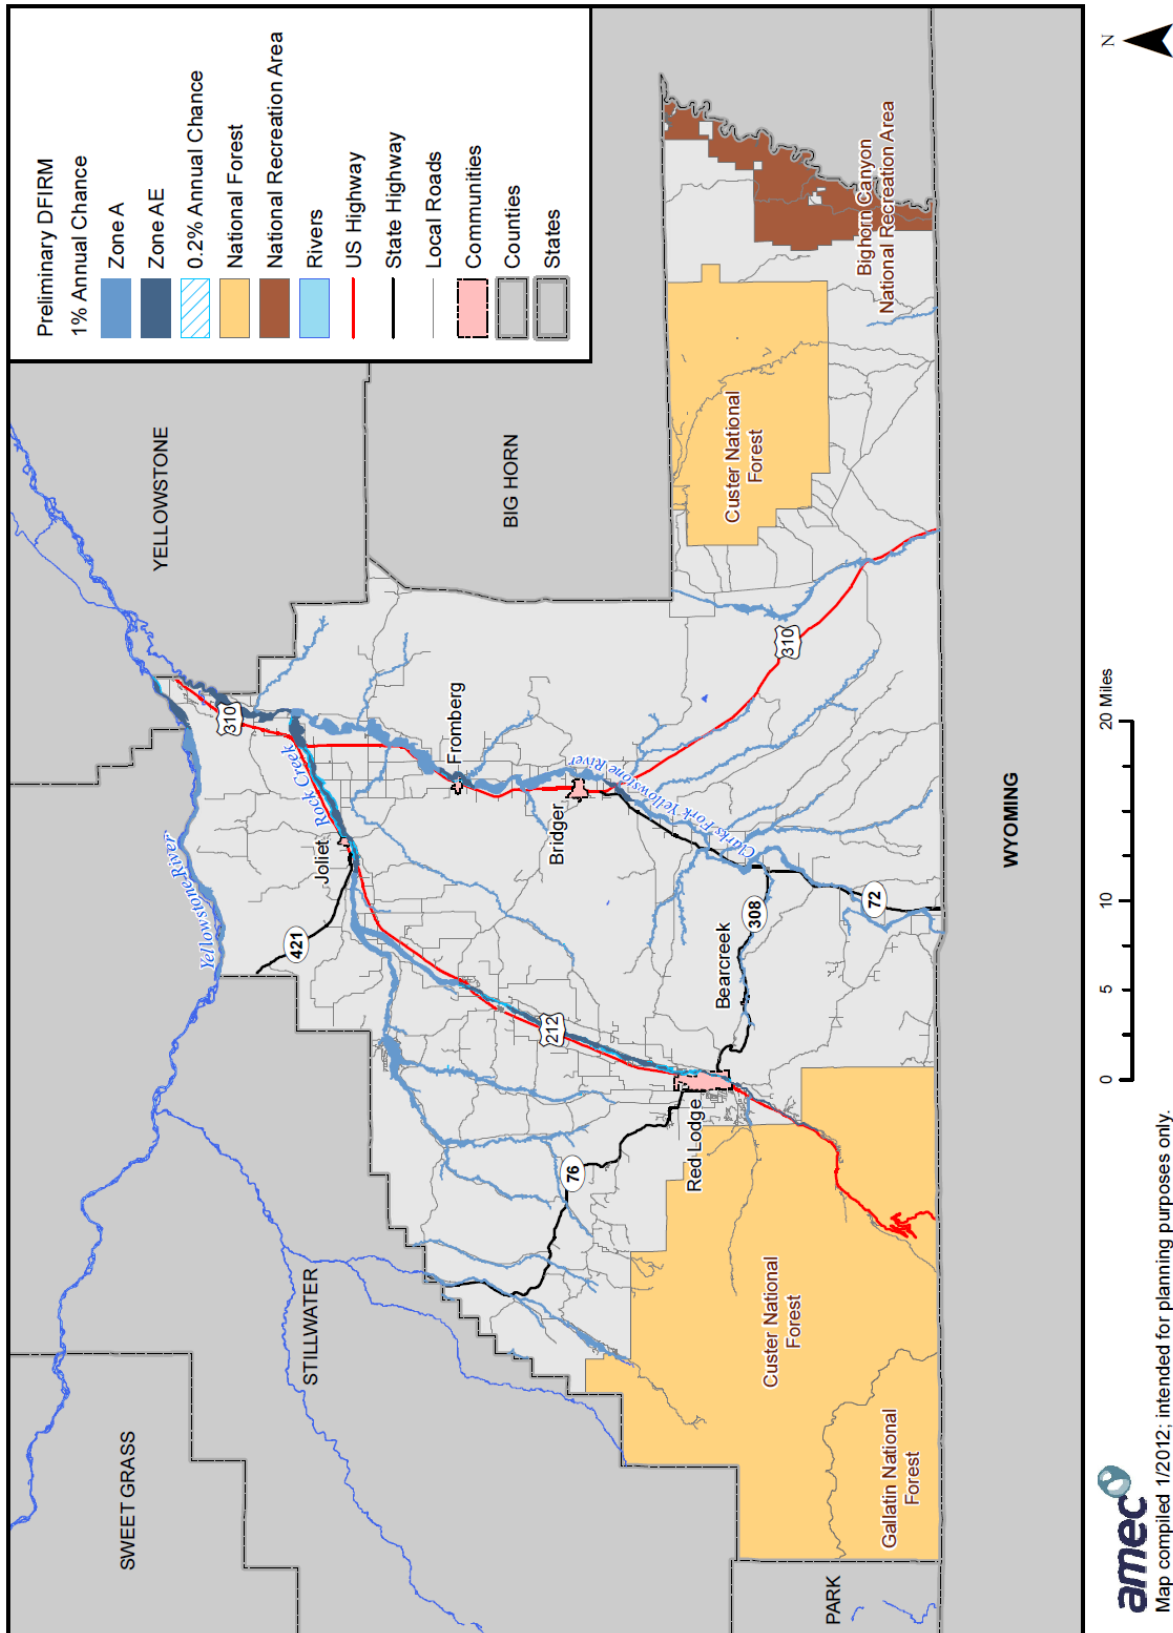 Preliminary DFIRM
1% Annual Chance
Zone A
Zone AE
0.2% Annual Chance
National Forest
National Recreation Area
Rivers
US Highway
State Highway
Local Roads
Communities
Counties
States
SWEET GRASS
STILLWATER
YELLOWSTONE
BIG HORN
PARK
WYOMING
Yellowstone River
Rock Creek
Clarks Fork Yellowstone River
310
421
Joliet
Fromberg
212
Bridger
76
Red Lodge
Bearcreek
308
72
310
Custer National
Forest
Gallatin National
Forest
Custer National
Forest
Bighorn Canyon
National Recreation Area
N
0
5
10
20 Miles
amec
Map compiled 1/2012; intended for planning purposes only.